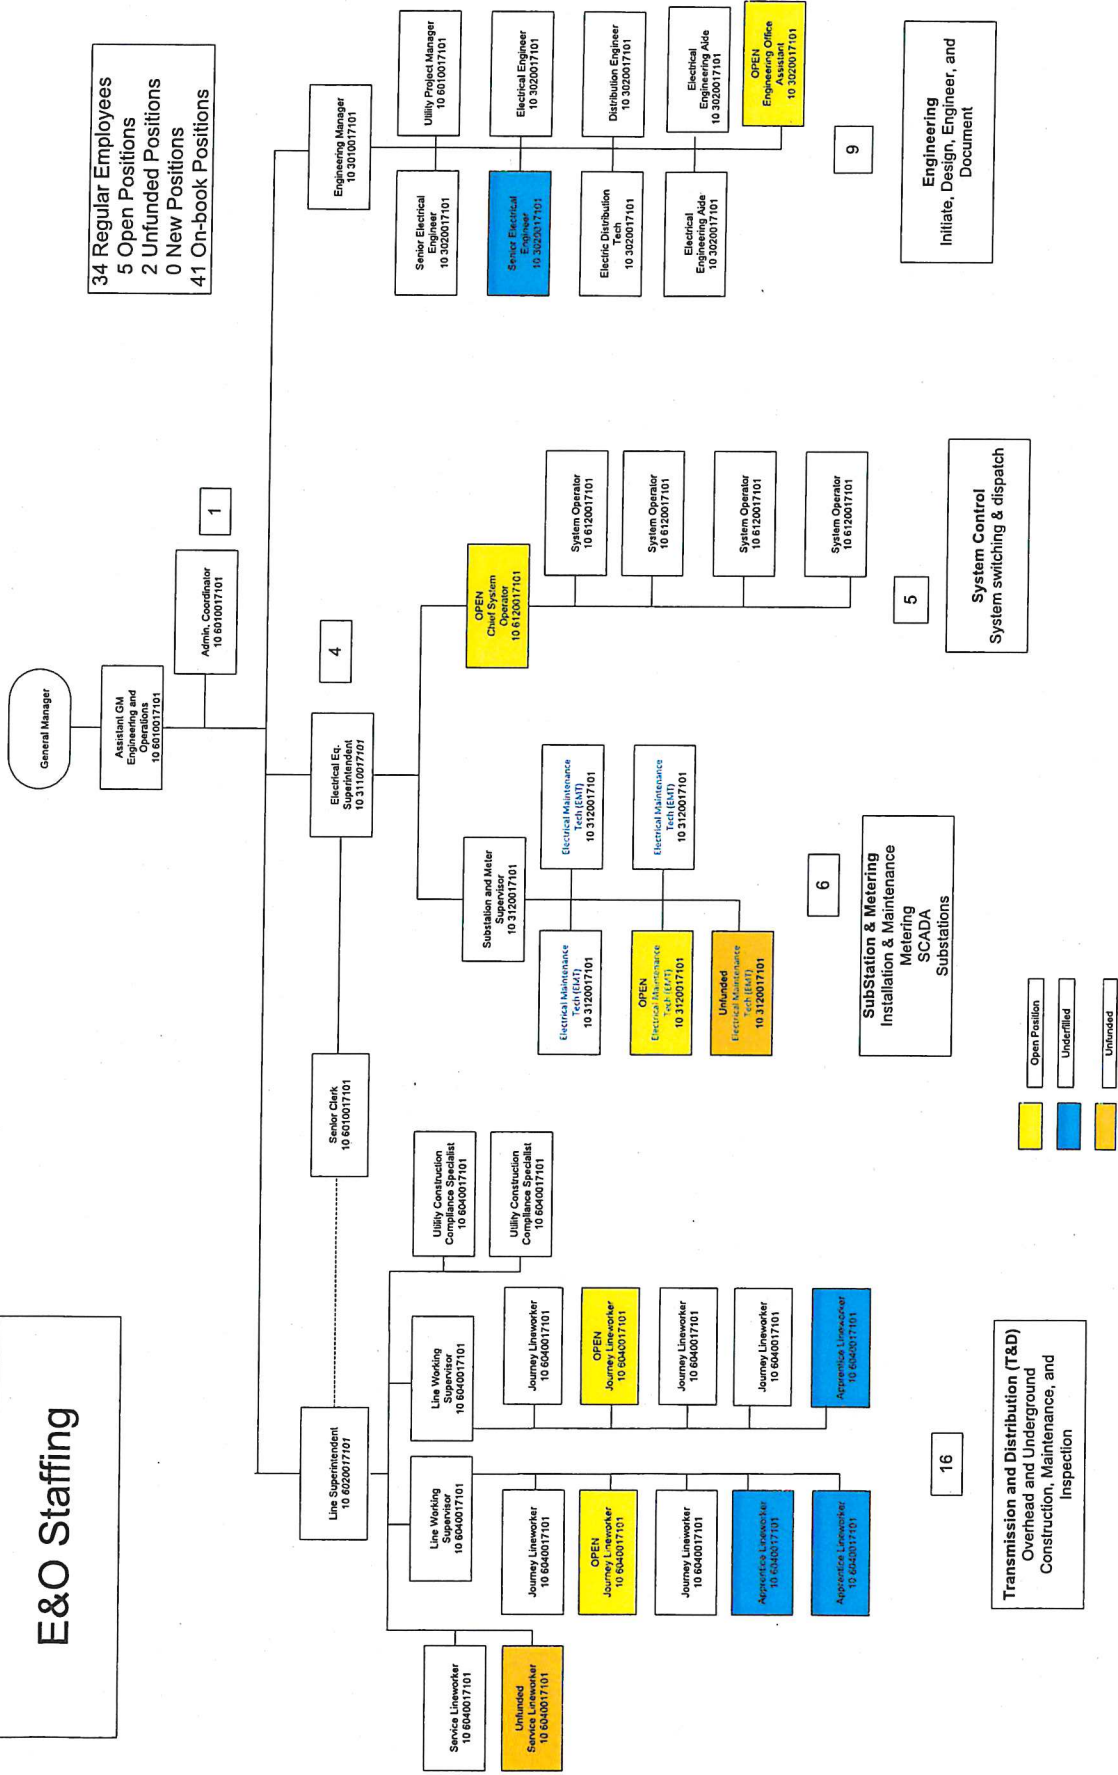 E&O Staffing
34 Regular Employees
5 Open Positions
2 Unfunded Positions
0 New Positions
41 On-book Positions
General Manager
Assistant GM
Engineering and
Operations
10 6010017101
Admin. Coordinator
10 6010017101
1
Line Superintendent
10 6020017101
Senior Clerk
10 6010017101
Electrical Eq.
Superintendent
10 3110017101
4
Engineering Manager
10 3010017101
Service Lineworker
10 6040017101
Unfunded
Service Lineworker
10 6040017101
Line Working
Supervisor
10 6040017101
Journey Lineworker
10 6040017101
OPEN
Journey Lineworker
10 6040017101
Journey Lineworker
10 6040017101
Apprentice Lineworker
10 6040017101
Apprentice Lineworker
10 6040017101
Line Working
Supervisor
10 6040017101
Journey Lineworker
10 6040017101
OPEN
Journey Lineworker
10 6040017101
Journey Lineworker
10 6040017101
Journey Lineworker
10 6040017101
Apprentice Lineworker
10 6040017101
Utility Construction
Compliance Specialist
10 6040017101
Utility Construction
Compliance Specialist
10 6040017101
16
Transmission and Distribution (T&D)
Overhead and Underground
Construction, Maintenance, and
Inspection
Substation and Meter
Supervisor
10 3120017101
Electrical Maintenance
Tech (EMT)
10 3120017101
Electrical Maintenance
Tech (EMT)
10 3120017101
OPEN
Electrical Maintenance
Tech (EMT)
10 3120017101
Electrical Maintenance
Tech (EMT)
10 3120017101
Unfunded
Electrical Maintenance
Tech (EMT)
10 3120017101
6
SubStation & Metering
Installation & Maintenance
Metering
SCADA
Substations
OPEN
Chief System
Operator
10 6120017101
System Operator
10 6120017101
System Operator
10 6120017101
System Operator
10 6120017101
System Operator
10 6120017101
5
System Control
System switching & dispatch
Senior Electrical
Engineer
10 3020017101
Utility Project Manager
10 6010017101
Senior Electrical
Engineer
10 3020017101
Electrical Engineer
10 3020017101
Electric Distribution
Tech
10 3020017101
Distribution Engineer
10 3020017101
Electrical
Engineering Aide
10 3020017101
Electrical
Engineering Aide
10 3020017101
OPEN
Engineering Office
Assistant
10 3020017101
9
Engineering
Initiate, Design, Engineer, and
Document
Open Position
Underfilled
Unfunded